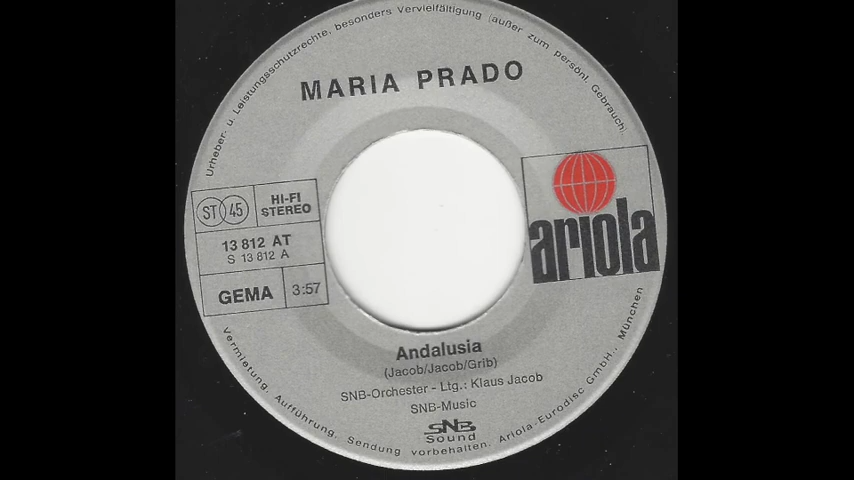 Urheber- u. Leistungsschutzrechte, besonders Vervielfältigung (außer zum persönl. Gebrauch),
MARIA PRADO
ST 45
HI-FI
STEREO
13 812 AT
S 13 812 A
GEMA
3:57
ariola
Andalusia
(Jacob/Jacob/Grib)
SNB-Orchester - Ltg.: Klaus Jacob
SNB-Music
SNB
Sound
Vermietung, Aufführung, Sendung vorbehalten. Ariola-Eurodisc GmbH., München